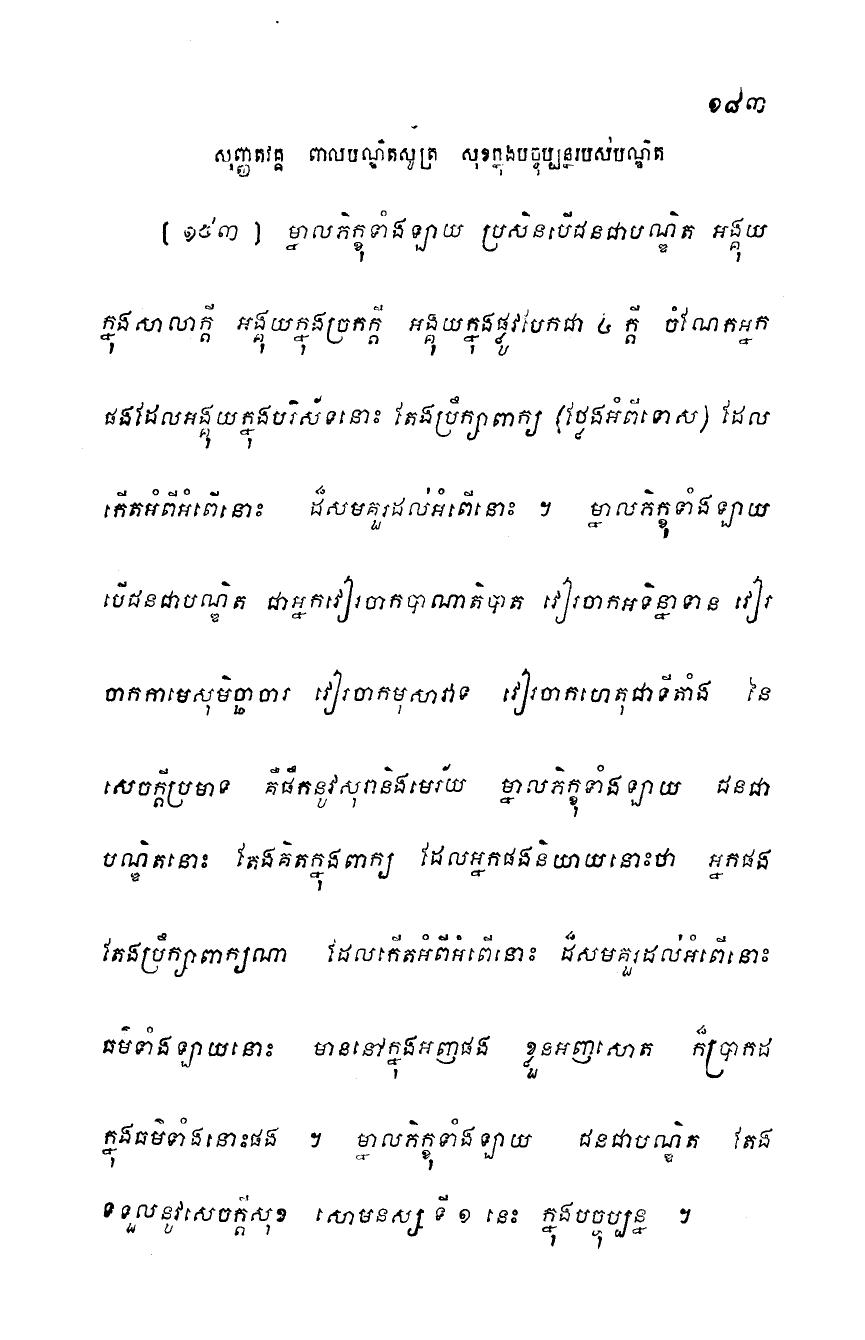 ១៨៣
សុញ្ញតវគ្គ ពាលបណ្ឌិតសូត្រ សុខក្នុងបច្ចុប្បន្នរបស់បណ្ឌិត
[ ១៥៣ ] ម្នាលភិក្ខុទាំងឡាយ ប្រសិនបើជនជាបណ្ឌិត អង្គុយ
ក្នុងសាលាក្តី អង្គុយក្នុងច្រកក្តី អង្គុយក្នុងផ្លូវបែកជា ៤ ក្តី ចំណែកអ្នក
ផងដែលអង្គុយក្នុងបរិស័ទនោះ តែងប្រឹក្សាពាក្យ (ថ្លែងអំពីទោស) ដែល
កើតអំពីអំពើនោះ ដ៏សមគួរដល់អំពើនោះ ។ ម្នាលភិក្ខុទាំងឡាយ
បើជនជាបណ្ឌិត ជាអ្នកវៀរចាកបាណាតិបាត វៀរចាកអទិន្នាទាន វៀរ
ចាកកាមេសុមិច្ឆាចារ វៀរចាកមុសាវាទ វៀរចាកហេតុជាទីតាំង នៃ
សេចក្តីប្រមាទ គឺផឹកនូវសុរានិងមេរ័យ ម្នាលភិក្ខុទាំងឡាយ ជនជា
បណ្ឌិតនោះ តែងគិតក្នុងពាក្យ ដែលអ្នកផងនិយាយនោះថា អ្នកផង
តែងប្រឹក្សាពាក្យណា ដែលកើតអំពីអំពើនោះ ដ៏សមគួរដល់អំពើនោះ
ធម៌ទាំងឡាយនោះ មាននៅក្នុងអញផង ខ្លួនអញសោត ក៏ប្រាកដ
ក្នុងធម៌ទាំងនោះផង ។ ម្នាលភិក្ខុទាំងឡាយ ជនជាបណ្ឌិត តែង
ទទួលនូវសេចក្តីសុខ សោមនស្ស ទី ១ នេះ ក្នុងបច្ចុប្បន្ន ។